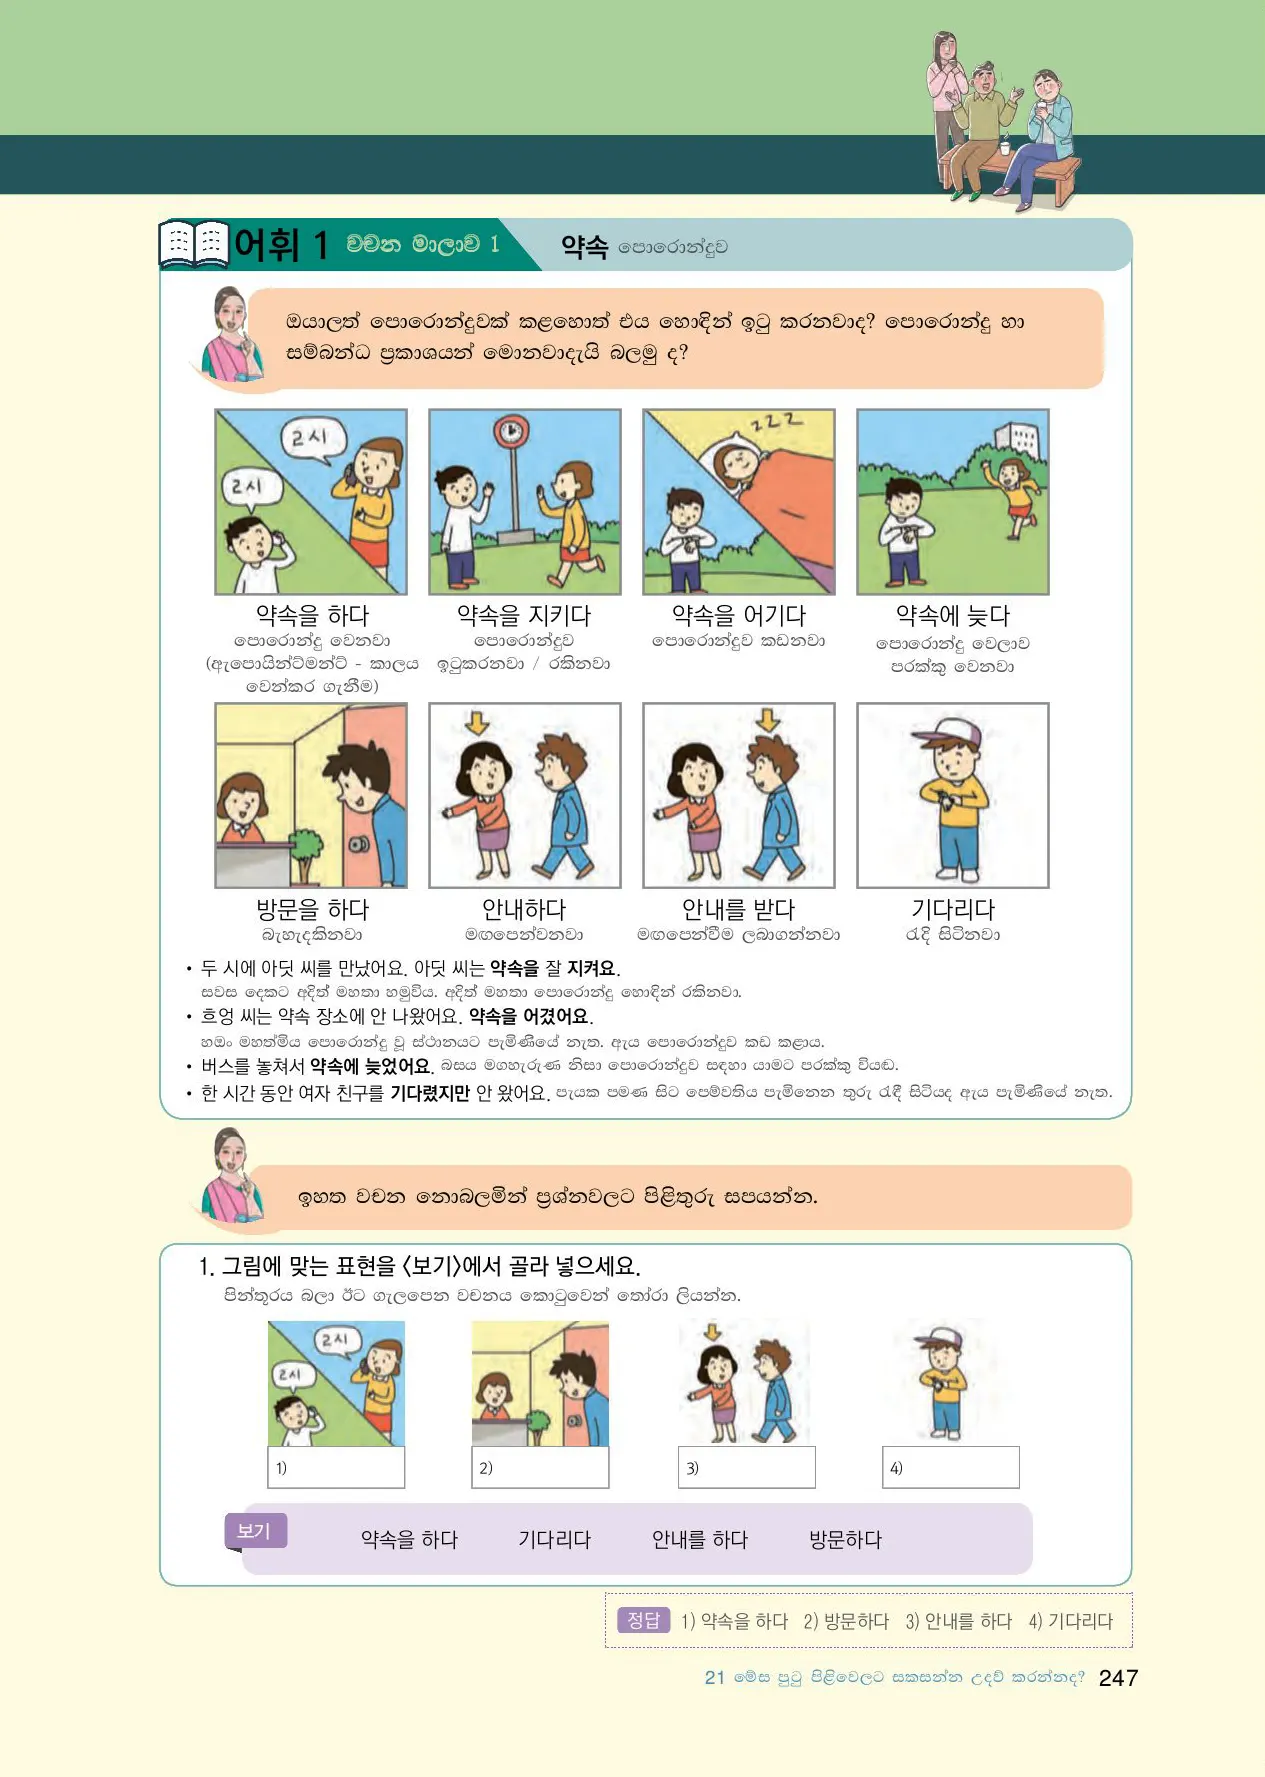 어휘 1 වචන මාලාව 1 약속 පොරොන්දුව
ඔයාලත් පොරොන්දුවක් කළහොත් එය හොඳින් ඉටු කරනවාද? පොරොන්දු හා
සම්බන්ධ ප්‍රකාශයන් මොනවාදැයි බලමු ද?
2시
2시
zzz
약속을 하다 약속을 지키다 약속을 어기다 약속에 늦다
පොරොන්දු වෙනවා පොරොන්දුව පොරොන්දුව කඩනවා පොරොන්දු වෙලාව
(ඇපොයින්ට්මන්ට් - කාලය ඉටුකරනවා / රකිනවා පරක්කු වෙනවා
වෙන්කර ගැනීම)
방문을 하다 안내하다 안내를 받다 기다리다
බැහැදකිනවා මඟපෙන්වනවා මඟපෙන්වීම ලබාගන්නවා රැඳි සිටිනවා
• 두 시에 아딧 씨를 만났어요. 아딧 씨는 약속을 잘 지켜요.
සවස දෙකට අදිත් මහතා හමුවිය. අදිත් මහතා පොරොන්දු හොඳින් රකිනවා.
• 흐엉 씨는 약속 장소에 안 나왔어요. 약속을 어겼어요.
හඔං මහත්මිය පොරොන්දු වූ ස්ථානයට පැමිණියේ නැත. ඇය පොරොන්දුව කඩ කළාය.
• 버스를 놓쳐서 약속에 늦었어요. බසය මගහැරුණ නිසා පොරොන්දුව සඳහා යාමට පරක්කු වියඬ.
• 한 시간 동안 여자 친구를 기다렸지만 안 왔어요. පැයක පමණ සිට පෙම්වතිය පැමිනෙන තුරු රැඳී සිටියද ඇය පැමිණියේ නැත.
ඉහත වචන නොබලමින් ප්‍රශ්නවලට පිළිතුරු සපයන්න.
1. 그림에 맞는 표현을 〈보기〉에서 골라 넣으세요.
පින්තූරය බලා ඊට ගැලපෙන වචනය කොටුවෙන් තෝරා ලියන්න.
2시
2시
1) 2) 3) 4)
보기 약속을 하다 기다리다 안내를 하다 방문하다
정답 1) 약속을 하다 2) 방문하다 3) 안내를 하다 4) 기다리다
21 මේස පුටු පිළිවෙලට සකසන්න උදව් කරන්නද? 247